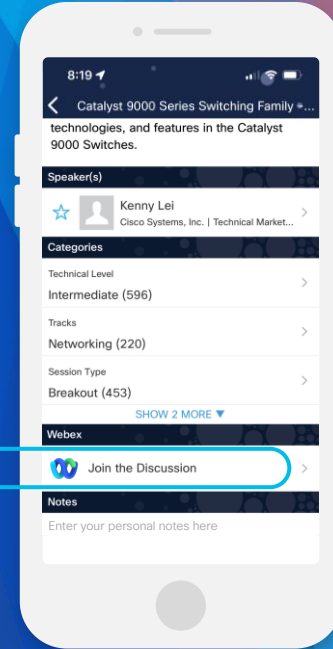 8:19
Catalyst 9000 Series Switching Family -...
technologies, and features in the Catalyst
9000 Switches.
Speaker(s)
Kenny Lei
Cisco Systems, Inc. | Technical Market...
Categories
Technical Level
Intermediate (596)
Tracks
Networking (220)
Session Type
Breakout (453)
SHOW 2 MORE ▼
Webex
Join the Discussion
Notes
Enter your personal notes here